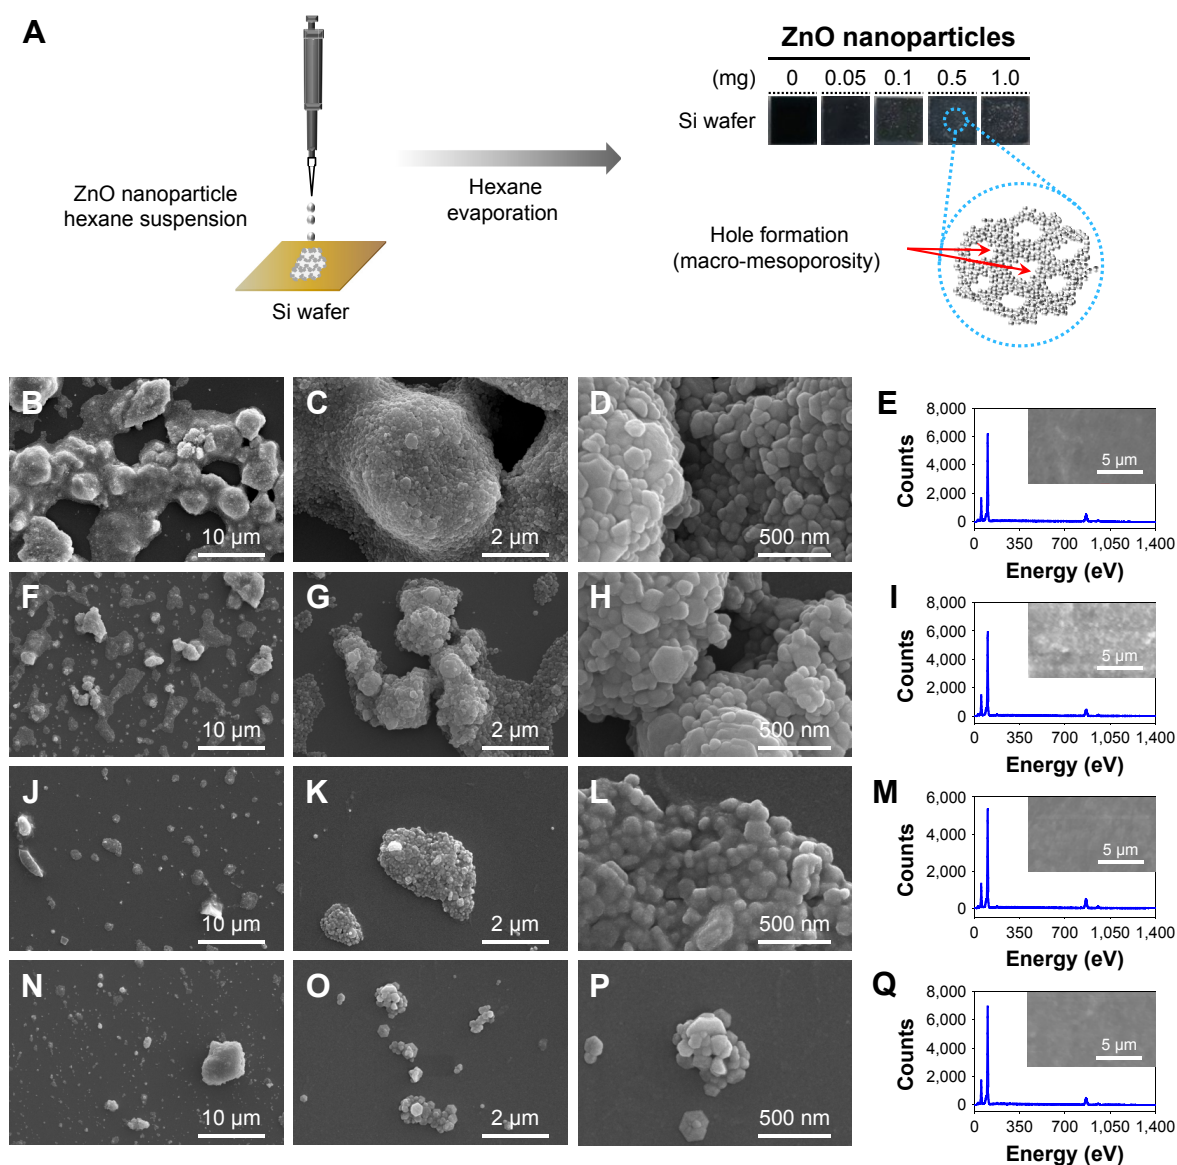 A
ZnO nanoparticle
hexane suspension
Si wafer
Hexane
evaporation
ZnO nanoparticles
(mg) 0 0.05 0.1 0.5 1.0
Si wafer
Hole formation
(macro-mesoporosity)
B
10 µm
C
2 µm
D
500 nm
E
Counts
8,000
6,000
4,000
2,000
0
5 µm
0 350 700 1,050 1,400
Energy (eV)
F
10 µm
G
2 µm
H
500 nm
I
Counts
8,000
6,000
4,000
2,000
0
5 µm
0 350 700 1,050 1,400
Energy (eV)
J
10 µm
K
2 µm
L
500 nm
M
Counts
6,000
4,000
2,000
0
5 µm
0 350 700 1,050 1,400
Energy (eV)
N
10 µm
O
2 µm
P
500 nm
Q
Counts
8,000
6,000
4,000
2,000
0
5 µm
0 350 700 1,050 1,400
Energy (eV)